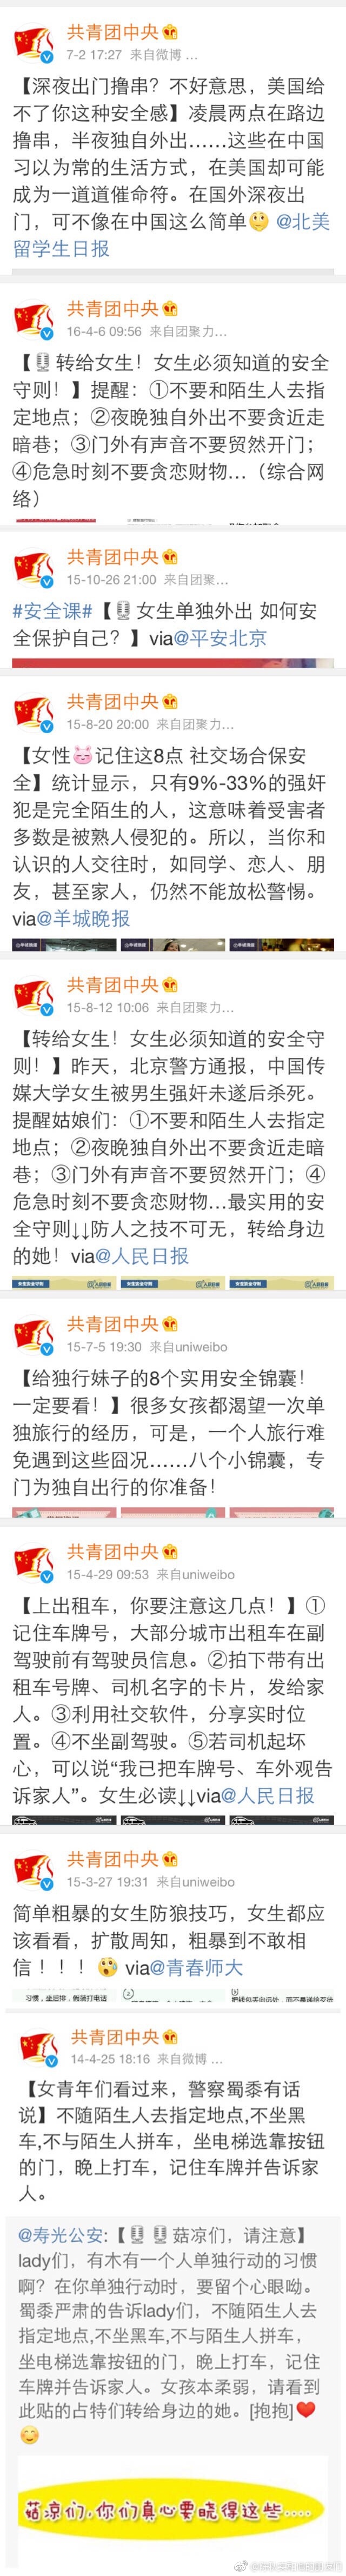 共青团中央
7-2 17:27 来自微博 ...
【深夜出门撸串？不好意思，美国给
不了你这种安全感】凌晨两点在路边
撸串，半夜独自外出……这些在中国
习以为常的生活方式，在美国却可能
成为一道道催命符。在国外深夜出
门，可不像在中国这么简单 @北美
留学生日报
共青团中央
16-4-6 09:56 来自团聚力...
【转给女生！女生必须知道的安全
守则！】提醒：①不要和陌生人去指
定地点；②夜晚独自外出不要贪近走
暗巷；③门外有声音不要贸然开门；
④危急时刻不要贪恋财物...（综合网
络）
共青团中央
15-10-26 21:00 来自团聚...
#安全课#【女生单独外出 如何安
全保护自己？】via@平安北京
共青团中央
15-8-20 20:00 来自团聚力...
【女性记住这8点 社交场合保安
全】统计显示，只有9%-33%的强奸
犯是完全陌生的人，这意味着受害者
多数是被熟人侵犯的。所以，当你和
认识的人交往时，如同学、恋人、朋
友，甚至家人，仍然不能放松警惕。
via@羊城晚报
共青团中央
15-8-12 10:06 来自团聚力...
【转给女生！女生必须知道的安全守
则！】昨天，北京警方通报，中国传
媒大学女生被男生强奸未遂后杀死。
提醒姑娘们：①不要和陌生人去指定
地点；②夜晚独自外出不要贪近走暗
巷；③门外有声音不要贸然开门；④
危急时刻不要贪恋财物...最实用的安
全守则↓↓防人之技不可无，转给身边
的她！via@人民日报
共青团中央
15-7-5 19:30 来自uniweibo
【给独行妹子的8个实用安全锦囊！
一定要看！】很多女孩都渴望一次单
独旅行的经历，可是，一个人旅行难
免遇到这些囧况……八个小锦囊，专
门为独自出行的你准备！
共青团中央
15-4-29 09:53 来自uniweibo
【上出租车，你要注意这几点！】①
记住车牌号，大部分城市出租车在副
驾驶前有驾驶员信息。②拍下带有出
租车号牌、司机名字的卡片，发给家
人。③利用社交软件，分享实时位
置。④不坐副驾驶。⑤若司机起坏
心，可以说“我已把车牌号、车外观告
诉家人”。女生必读↓↓via@人民日报
共青团中央
15-3-27 19:31 来自uniweibo
简单粗暴的女生防狼技巧，女生都应
该看看，扩散周知，粗暴到不敢相
信！！！ via@青春师大
共青团中央
14-4-25 18:16 来自微博 ...
【女青年们看过来，警察蜀黍有话
说】不随陌生人去指定地点,不坐黑
车,不与陌生人拼车，坐电梯选靠按钮
的门，晚上打车，记住车牌并告诉家
人。
@寿光公安:【菇凉们，请注意】
lady们，有木有一个人单独行动的习惯
啊？在你单独行动时，要留个心眼呦。
蜀黍严肃的告诉lady们，不随陌生人去
指定地点,不坐黑车,不与陌生人拼车，
坐电梯选靠按钮的门，晚上打车，记住
车牌并告诉家人。女孩本柔弱，请看到
此贴的占特们转给身边的她。[抱抱]
菇凉们,你们真心要晓得这些....